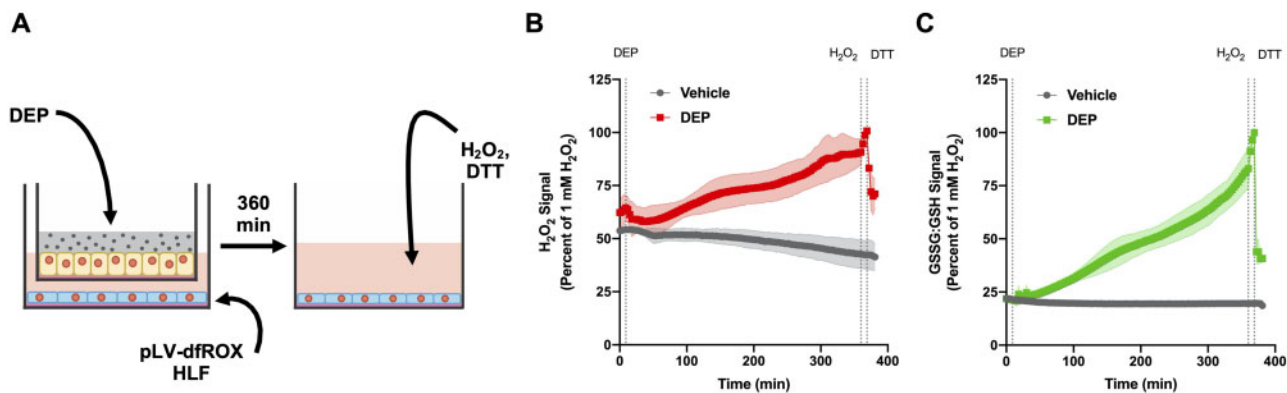 A
DEP
360
min
H₂O₂,
DTT
pLV-dfROX
HLF
B
DEP
H₂O₂
DTT
Vehicle
DEP
H₂O₂ Signal
(Percent of 1 mM H₂O₂)
125
100
75
50
25
0
0
100
200
300
400
Time (min)
C
DEP
H₂O₂
DTT
Vehicle
DEP
GSSG:GSH Signal
(Percent of 1 mM H₂O₂)
125
100
75
50
25
0
0
100
200
300
400
Time (min)